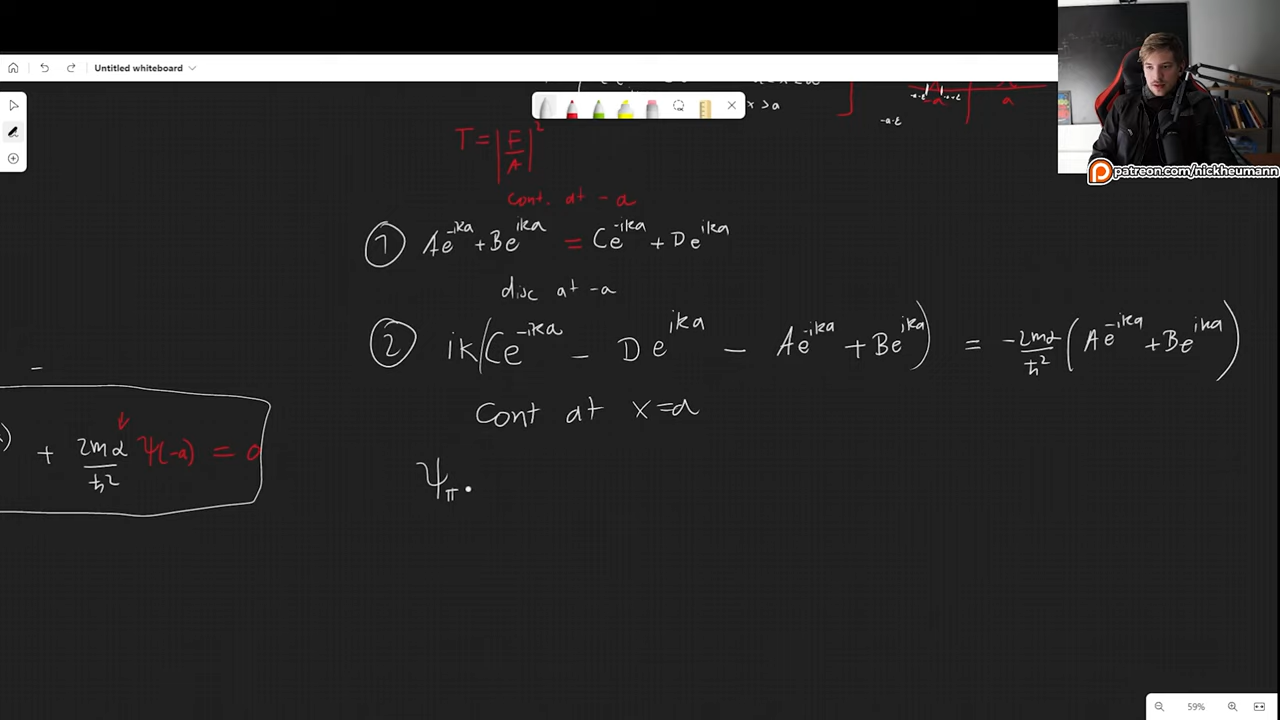 Untitled whiteboard
x > a
-a-ε
-a+ε
-a
a
-a-ε
patreon.com/nickheumann
T = |F/A|²
cont. at -a
① Ae^{-ika} + Be^{ika} = Ce^{-ika} + De^{ika}
disc at -a
② ik(Ce^{-ika} - De^{ika} - Ae^{-ika} + Be^{ika}) = -2mα/ħ² (Ae^{-ika} + Be^{ika})
cont at x=a
) + 2mα/ħ² Ψ(-a) = 0
Ψ_II
59%